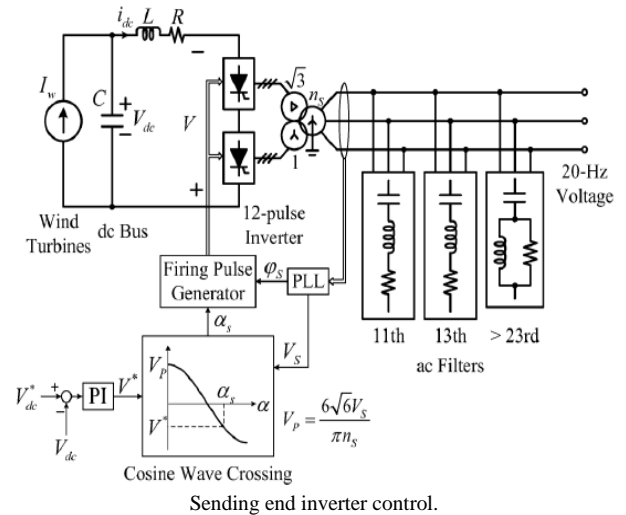 i_dc L R
I_w
C
V_dc
V
√3
n_s
1
20-Hz
Voltage
Wind
Turbines
dc Bus
12-pulse
Inverter
Firing Pulse
Generator
φ_S
PLL
11th
13th
> 23rd
ac Filters
α_s
V_S
V_P
α_s
α
V*
V*_dc
PI
V*
V_dc
V_P = 6√6V_S / πn_s
Cosine Wave Crossing
Sending end inverter control.